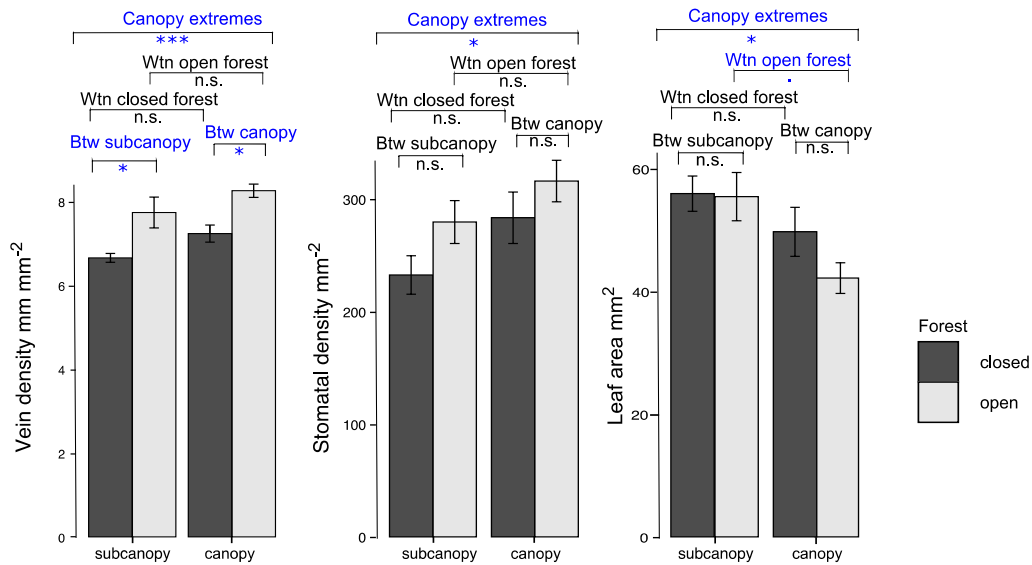 Canopy extremes
***
Wtn open forest
n.s.
Wtn closed forest
n.s.
Btw subcanopy
*
Btw canopy
*
Vein density mm mm-2
8
6
4
2
0
subcanopy
canopy
Canopy extremes
*
Wtn open forest
n.s.
Wtn closed forest
n.s.
Btw subcanopy
n.s.
Btw canopy
n.s.
Stomatal density mm-2
300
200
100
0
subcanopy
canopy
Canopy extremes
*
Wtn open forest
.
Wtn closed forest
n.s.
Btw subcanopy
n.s.
Btw canopy
n.s.
Leaf area mm2
60
40
20
0
subcanopy
canopy
Forest
closed
open